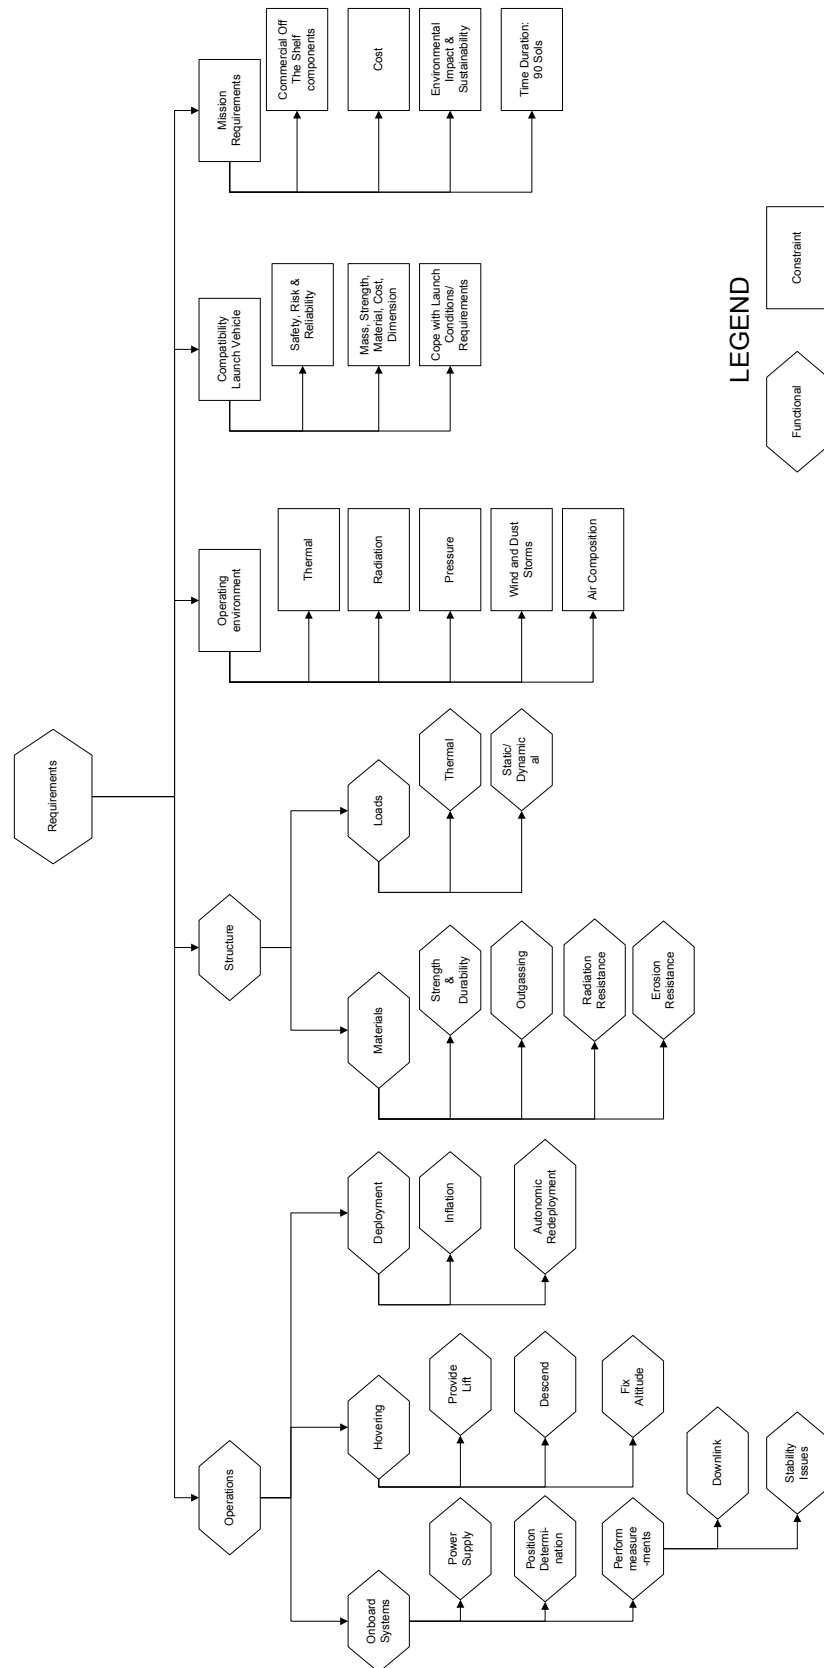 Requirements
Operations
Structure
Operating
environment
Compatibility
Launch Vehicle
Mission
Requirements
Onboard
Systems
Hovering
Deployment
Materials
Loads
Power
Supply
Position
Determi-
nation
Perform
measure
-ments
Downlink
Stability
Issues
Provide
Lift
Descend
Fix
Altitude
Inflation
Autonomic
Redeployment
Strength
&
Durability
Outgassing
Radiation
Resistance
Erosion
Resistance
Thermal
Static/
Dynamic
al
Thermal
Radiation
Pressure
Wind and Dust
Storms
Air Composition
Safety, Risk &
Reliability
Mass, Strength,
Material, Cost,
Dimension
Cope with Launch
Conditions/
Requirements
Commercial Off
The Shelf
components
Cost
Environmental
Impact &
Sustainability
Time Duration:
90 Sols
LEGEND
Functional
Constraint